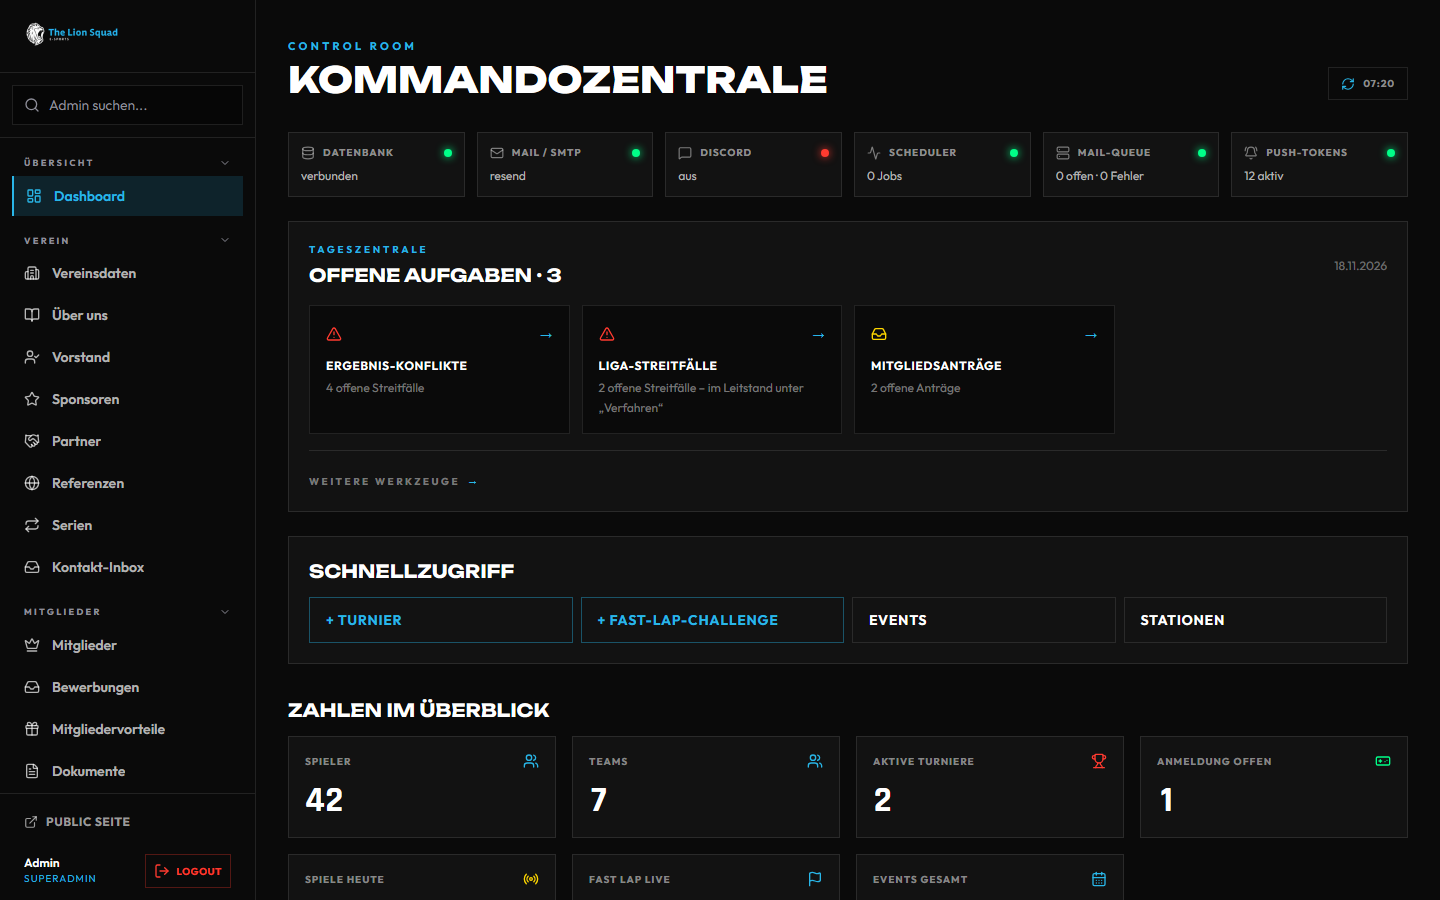 The Lion Squad
E-SPORTS
Admin suchen...
ÜBERSICHT
Dashboard
VEREIN
Vereinsdaten
Über uns
Vorstand
Sponsoren
Partner
Referenzen
Serien
Kontakt-Inbox
MITGLIEDER
Mitglieder
Bewerbungen
Mitgliedervorteile
Dokumente
PUBLIC SEITE
Admin
SUPERADMIN
LOGOUT
CONTROL ROOM
KOMMANDOZENTRALE
07:20
DATENBANK
verbunden
MAIL / SMTP
resend
DISCORD
aus
SCHEDULER
0 Jobs
MAIL-QUEUE
0 offen · 0 Fehler
PUSH-TOKENS
12 aktiv
TAGESZENTRALE
OFFENE AUFGABEN · 3
18.11.2026
→
ERGEBNIS-KONFLIKTE
4 offene Streitfälle
→
LIGA-STREITFÄLLE
2 offene Streitfälle – im Leitstand unter
„Verfahren“
→
MITGLIEDSANTRÄGE
2 offene Anträge
WEITERE WERKZEUGE →
SCHNELLZUGRIFF
+ TURNIER
+ FAST-LAP-CHALLENGE
EVENTS
STATIONEN
ZAHLEN IM ÜBERBLICK
SPIELER
42
TEAMS
7
AKTIVE TURNIERE
2
ANMELDUNG OFFEN
1
SPIELE HEUTE
FAST LAP LIVE
EVENTS GESAMT